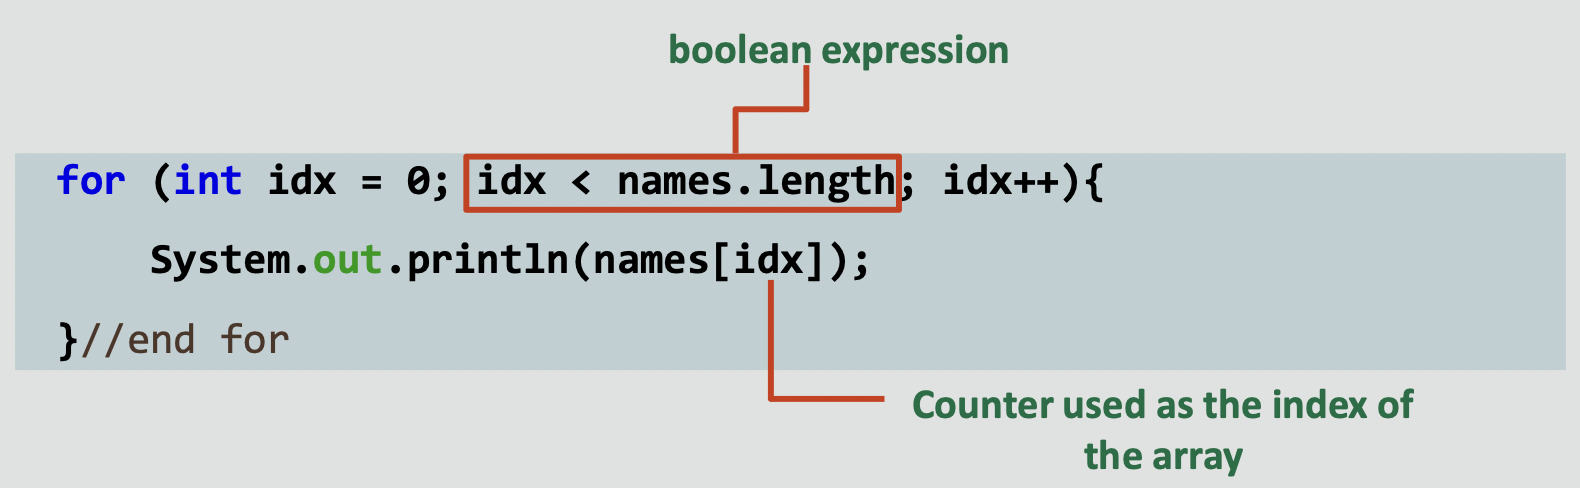 boolean expression
for (int idx = 0; idx < names.length; idx++){
System.out.println(names[idx]);
}//end for
Counter used as the index of
the array